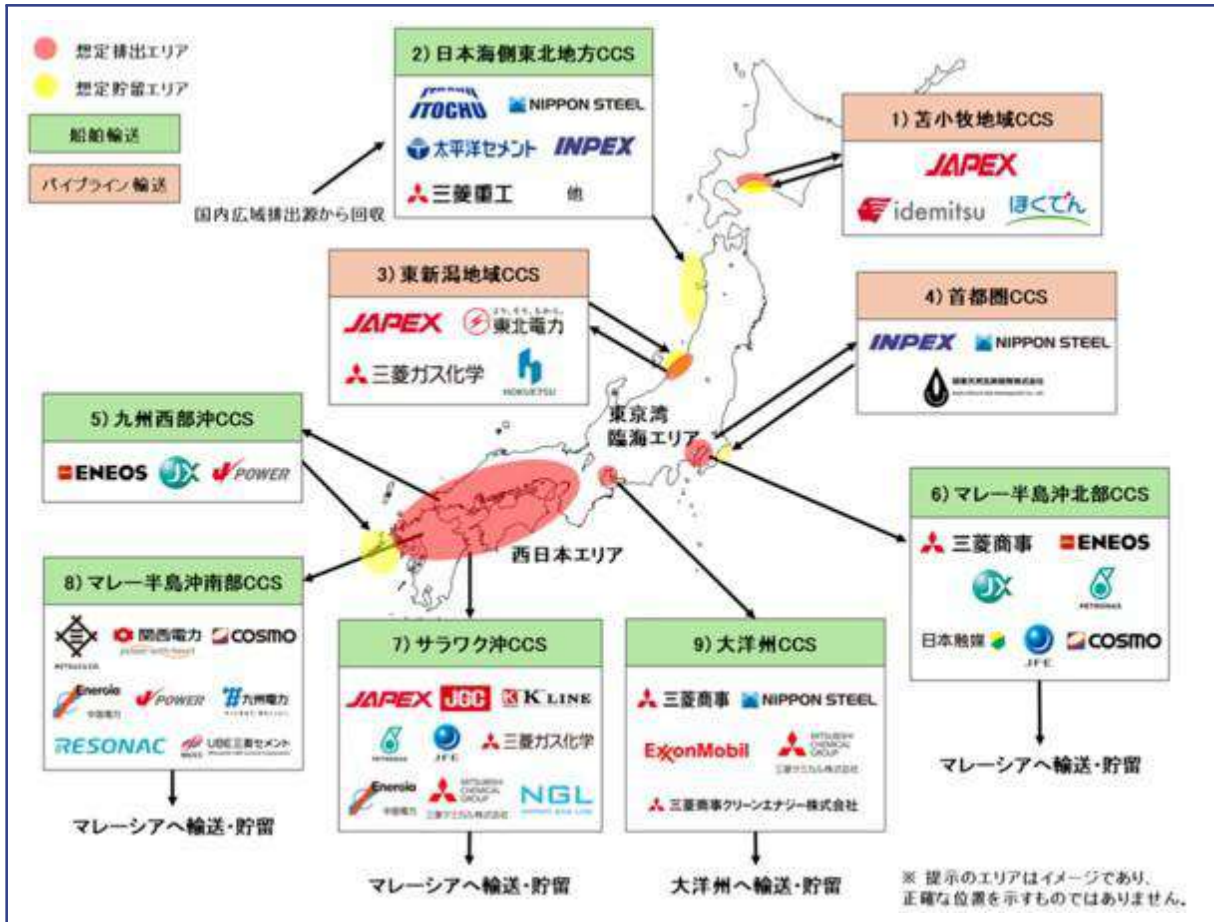 想定排出エリア
想定貯留エリア
船舶輸送
パイプライン輸送
国内広域排出源から回収
2）日本海側東北地方CCS
ITOCHU NIPPON STEEL
太平洋セメント INPEX
三菱重工 他
1）苫小牧地域CCS
JAPEX
idemitsu ほくでん
3）東新潟地域CCS
JAPEX 東北電力
三菱ガス化学 HOKUETSU
4）首都圏CCS
INPEX NIPPON STEEL
東京湾
臨海エリア
5）九州西部沖CCS
ENEOS JX J-POWER
西日本エリア
6）マレー半島沖北部CCS
三菱商事 ENEOS
JX PETRONAS
日本触媒 JFE COSMO
マレーシアへ輸送・貯留
8）マレー半島沖南部CCS
関西電力 COSMO
power with heart
Energia 中国電力 J-POWER 九州電力
RESONAC UBE三菱セメント
マレーシアへ輸送・貯留
7）サラワク沖CCS
JAPEX JGC "K" LINE
PETRONAS JFE 三菱ガス化学
Energia 中国電力 MITSUBISHI CHEMICAL GROUP 三菱ケミカル株式会社 NGL
マレーシアへ輸送・貯留
9）大洋州CCS
三菱商事 NIPPON STEEL
ExxonMobil MITSUBISHI CHEMICAL GROUP 三菱ケミカル株式会社
三菱商事クリーンエナジー株式会社
大洋州へ輸送・貯留
※ 提示のエリアはイメージであり、
正確な位置を示すものではありません。